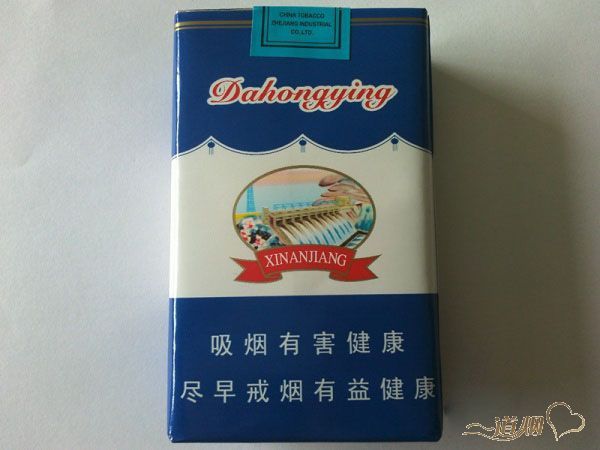 CHINA TOBACCO
ZHEJIANG INDUSTRIAL
CO.,LTD.
Dahongying
XINANJIANG
吸烟有害健康
尽早戒烟有益健康